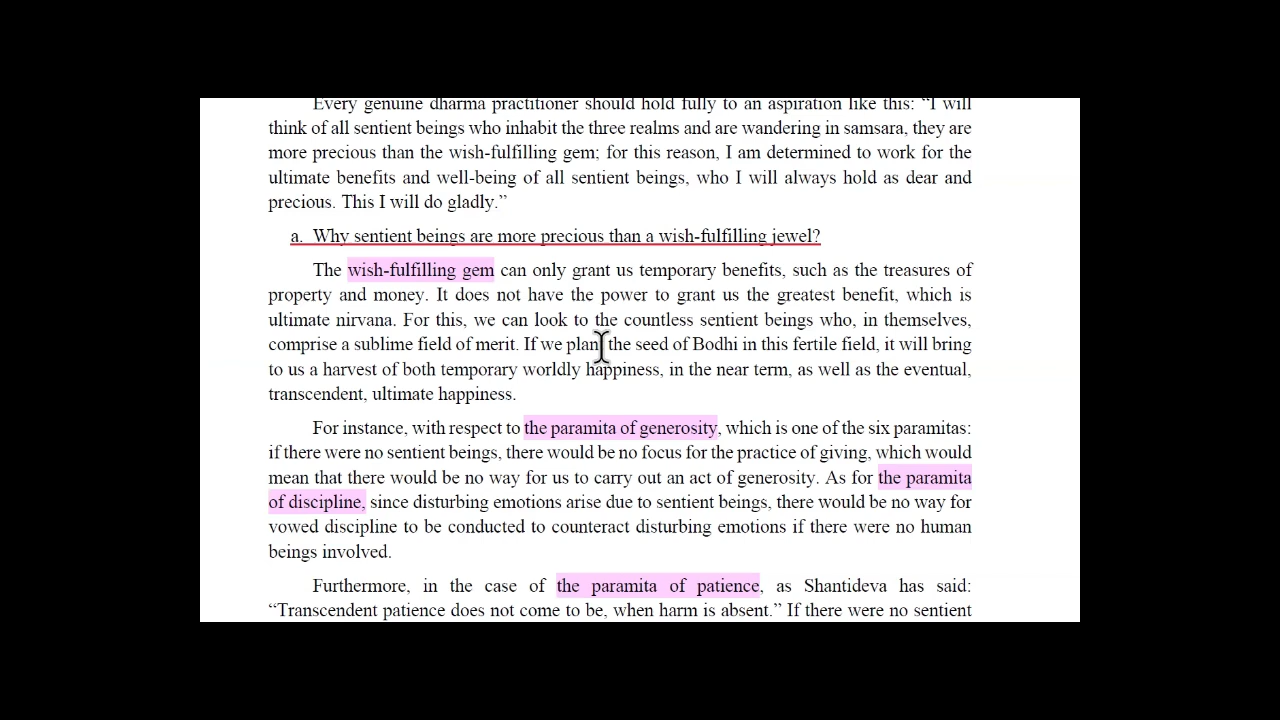 Every genuine dharma practitioner should hold fully to an aspiration like this: “I will
think of all sentient beings who inhabit the three realms and are wandering in samsara, they are
more precious than the wish-fulfilling gem; for this reason, I am determined to work for the
ultimate benefits and well-being of all sentient beings, who I will always hold as dear and
precious. This I will do gladly.”
a. Why sentient beings are more precious than a wish-fulfilling jewel?
The wish-fulfilling gem can only grant us temporary benefits, such as the treasures of
property and money. It does not have the power to grant us the greatest benefit, which is
ultimate nirvana. For this, we can look to the countless sentient beings who, in themselves,
comprise a sublime field of merit. If we plant the seed of Bodhi in this fertile field, it will bring
to us a harvest of both temporary worldly happiness, in the near term, as well as the eventual,
transcendent, ultimate happiness.
For instance, with respect to the paramita of generosity, which is one of the six paramitas:
if there were no sentient beings, there would be no focus for the practice of giving, which would
mean that there would be no way for us to carry out an act of generosity. As for the paramita
of discipline, since disturbing emotions arise due to sentient beings, there would be no way for
vowed discipline to be conducted to counteract disturbing emotions if there were no human
beings involved.
Furthermore, in the case of the paramita of patience, as Shantideva has said:
“Transcendent patience does not come to be, when harm is absent.” If there were no sentient